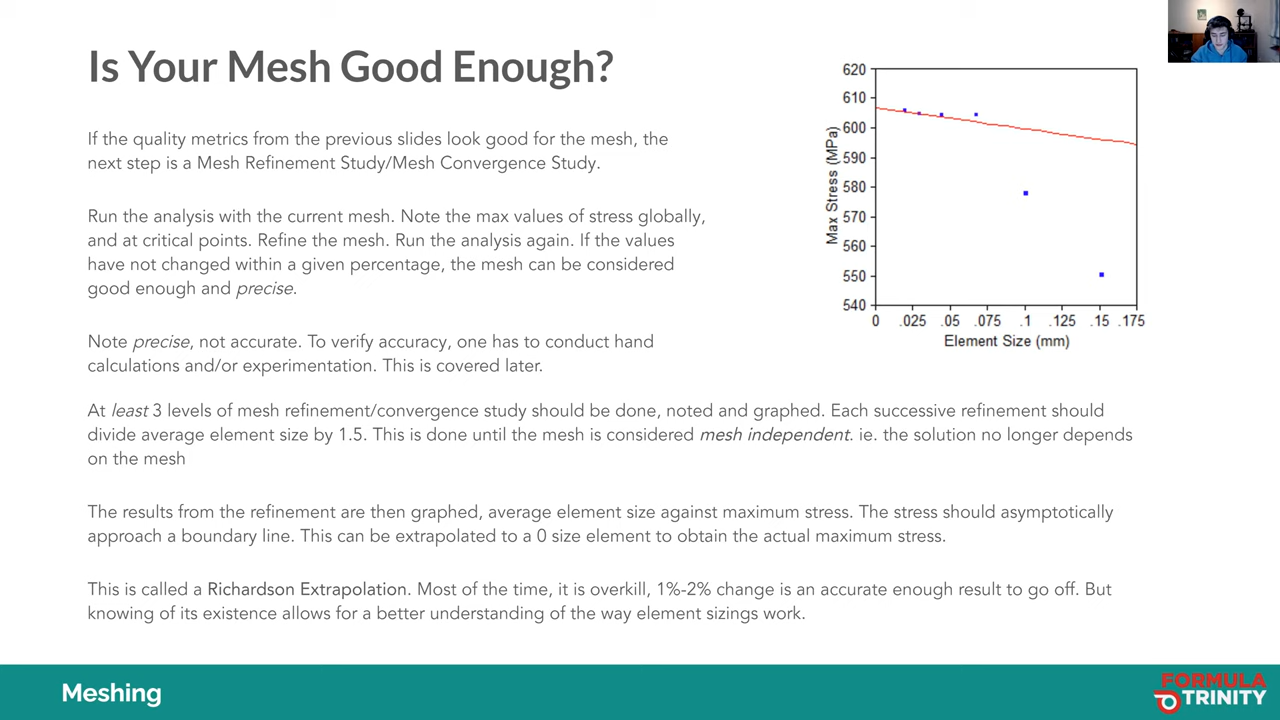 Is Your Mesh Good Enough?
If the quality metrics from the previous slides look good for the mesh, the
next step is a Mesh Refinement Study/Mesh Convergence Study.
Run the analysis with the current mesh. Note the max values of stress globally,
and at critical points. Refine the mesh. Run the analysis again. If the values
have not changed within a given percentage, the mesh can be considered
good enough and precise.
Note precise, not accurate. To verify accuracy, one has to conduct hand
calculations and/or experimentation. This is covered later.
At least 3 levels of mesh refinement/convergence study should be done, noted and graphed. Each successive refinement should
divide average element size by 1.5. This is done until the mesh is considered mesh independent. ie. the solution no longer depends
on the mesh
The results from the refinement are then graphed, average element size against maximum stress. The stress should asymptotically
approach a boundary line. This can be extrapolated to a 0 size element to obtain the actual maximum stress.
This is called a Richardson Extrapolation. Most of the time, it is overkill, 1%-2% change is an accurate enough result to go off. But
knowing of its existence allows for a better understanding of the way element sizings work.
Max Stress (MPa)
620
610
600
590
580
570
560
550
540
0 .025 .05 .075 .1 .125 .15 .175
Element Size (mm)
Meshing
FORMULA
TRINITY